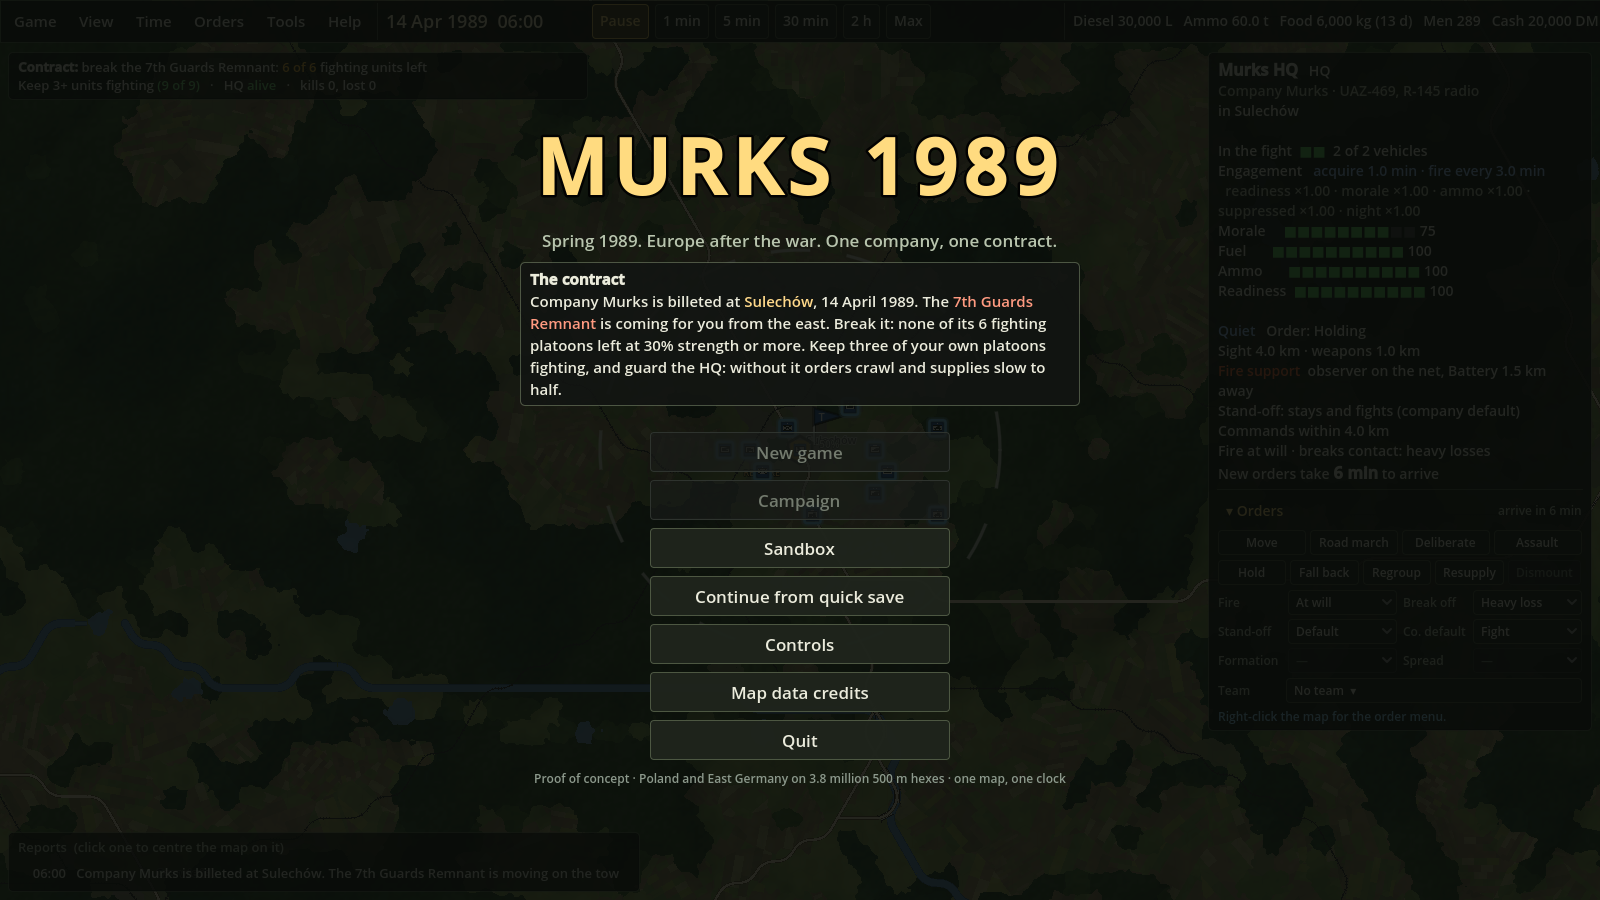 Game View Time Orders Tools Help 14 Apr 1989 06:00 Pause 1 min 5 min 30 min 2 h Max Diesel 30,000 L Ammo 60.0 t Food 6,000 kg (13 d) Men 289 Cash 20,000 DM
Contract: break the 7th Guards Remnant: 6 of 6 fighting units left
Keep 3+ units fighting (9 of 9) · HQ alive · kills 0, lost 0
MURKS 1989
Spring 1989. Europe after the war. One company, one contract.
The contract
Company Murks is billeted at Sulechów, 14 April 1989. The 7th Guards
Remnant is coming for you from the east. Break it: none of its 6 fighting
platoons left at 30% strength or more. Keep three of your own platoons
fighting, and guard the HQ: without it orders crawl and supplies slow to
half.
New game
Campaign
Sandbox
Continue from quick save
Controls
Map data credits
Quit
Proof of concept · Poland and East Germany on 3.8 million 500 m hexes · one map, one clock
Murks HQ HQ
Company Murks · UAZ-469, R-145 radio
in Sulechów
In the fight 2 of 2 vehicles
Engagement acquire 1.0 min · fire every 3.0 min
readiness ×1.00 · morale ×1.00 · ammo ×1.00 ·
suppressed ×1.00 · night ×1.00
Morale 75
Fuel 100
Ammo 100
Readiness 100
Quiet Order: Holding
Sight 4.0 km · weapons 1.0 km
Fire support observer on the net, Battery 1.5 km
away
Stand-off: stays and fights (company default)
Commands within 4.0 km
Fire at will · breaks contact: heavy losses
New orders take 6 min to arrive
▾ Orders arrive in 6 min
Move Road march Deliberate Assault
Hold Fall back Regroup Resupply Dismount
Fire At will Break off Heavy loss
Stand-off Default Co. default Fight
Formation — Spread —
Team No team ▾
Right-click the map for the order menu.
Reports (click one to centre the map on it)
06:00 Company Murks is billeted at Sulechów. The 7th Guards Remnant is moving on the tow